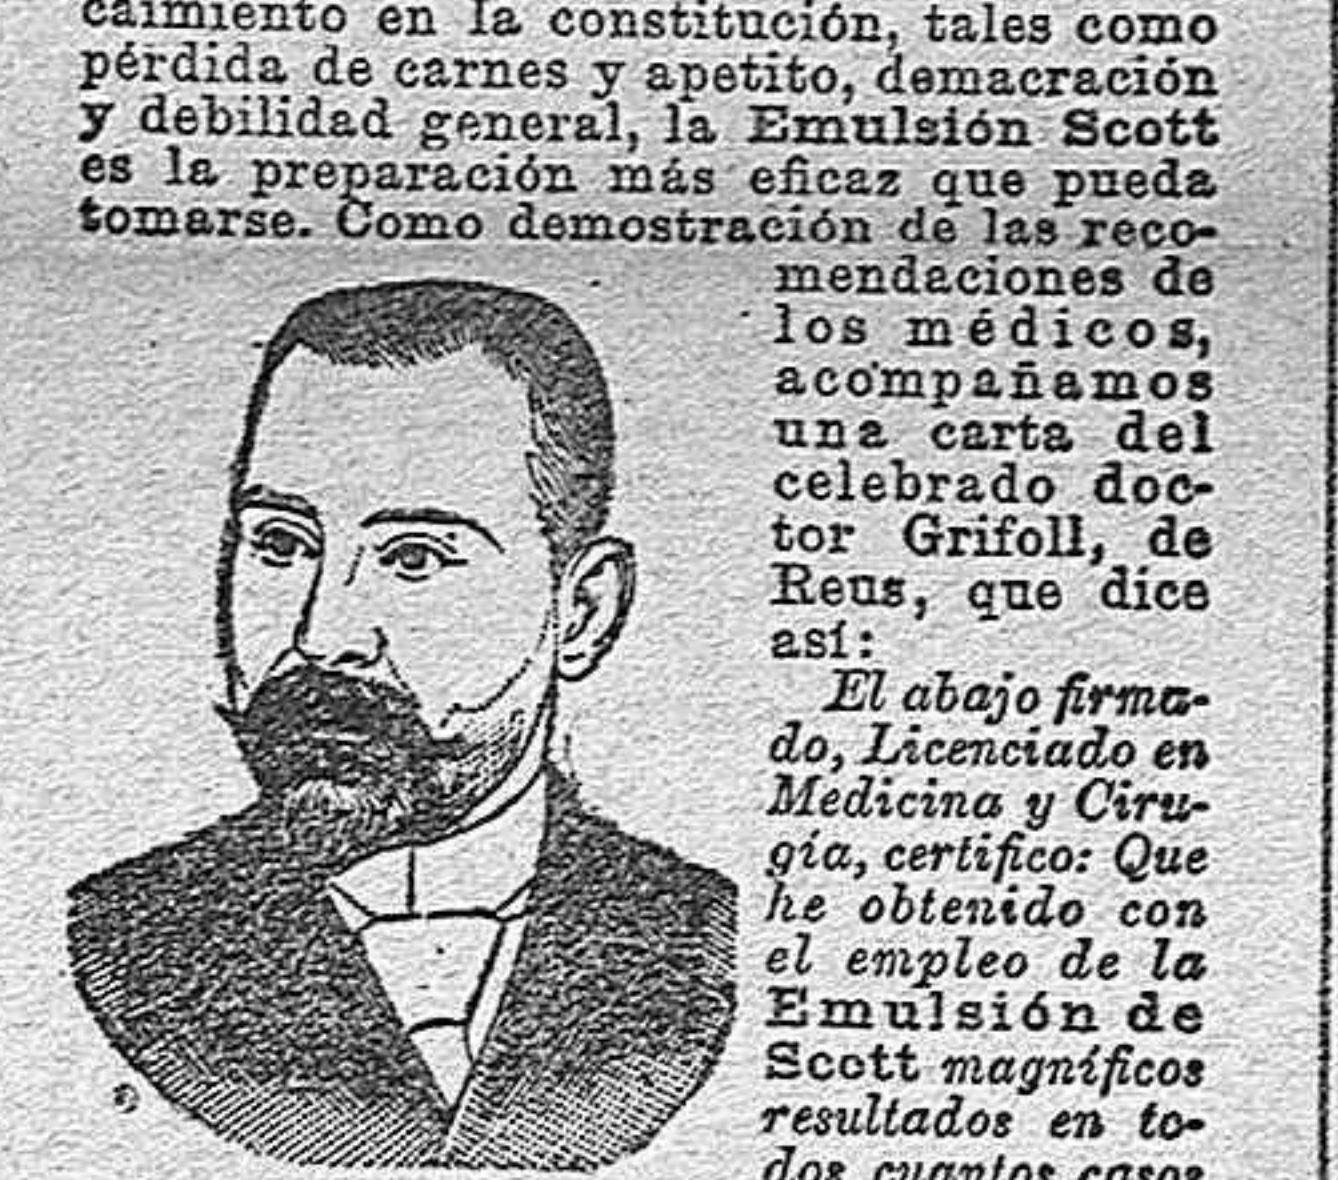 caimiento en la constitución, tales como
pérdida de carnes y apetito, demacración
y debilidad general, la Emulsión Scott
es la preparación más eficaz que pueda
tomarse. Como demostración de las reco-
mendaciones de
los médicos,
acompañamos
una carta del
celebrado doc-
tor Grifoll, de
Reus, que dice
así:
El abajo firma-
do, Licenciado en
Medicina y Ciru-
gía, certifico: Que
he obtenido con
el empleo de la
Emulsión de
Scott magníficos
resultados en to-
dos cuantos casos